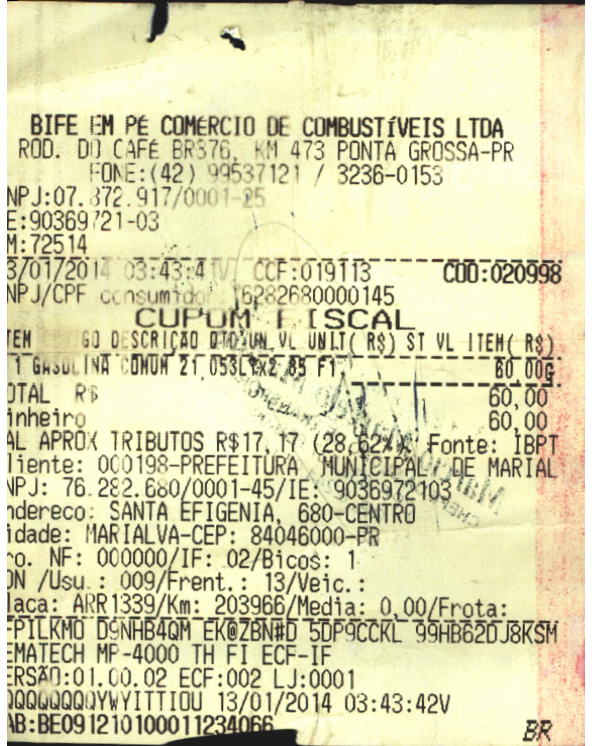 BIFE EM PÉ COMÉRCIO DE COMBUSTÍVEIS LTDA
ROD. DO CAFÉ BR376, KM 473 PONTA GROSSA-PR
FONE:(42) 99537121 / 3236-0153
NPJ:07.872.917/0001-25
E:90369721-03
M:72514
3/01/2014 03:43:41V CCF:019113 COO:020998
NPJ/CPF consumidor 76282680000145
CUPOM FISCAL
TEM GO DESCRIÇÃO QTD UN VL UNIT( R$) ST VL ITEM( R$)
1 GASOLINA COMUM 21,053L X2,85 F1 60,00G
OTAL R$ 60,00
inheiro 60,00
AL APROX TRIBUTOS R$17,17 (28,62%) Fonte: IBPT
liente: 000198-PREFEITURA MUNICIPAL DE MARIAL
NPJ: 76.282.680/0001-45/IE: 9036972103
ndereco: SANTA EFIGENIA, 680-CENTRO
idade: MARIALVA-CEP: 84046000-PR
co. NF: 000000/IF: 02/Bicos: 1
ON /Usu.: 009/Frent.: 13/Veic.:
laca: ARR1339/Km: 203966/Media: 0,00/Frota:
FPILKMO D9NHB4QM EK@ZBN#D 5DP9CCKL 99HB62DJ8KSM
EMATECH MP-4000 TH FI ECF-IF
ERSÃO:01.00.02 ECF:002 LJ:0001
QQQQQQQQYWYITTIOU 13/01/2014 03:43:42V
AB:BE091210100011234066
BR